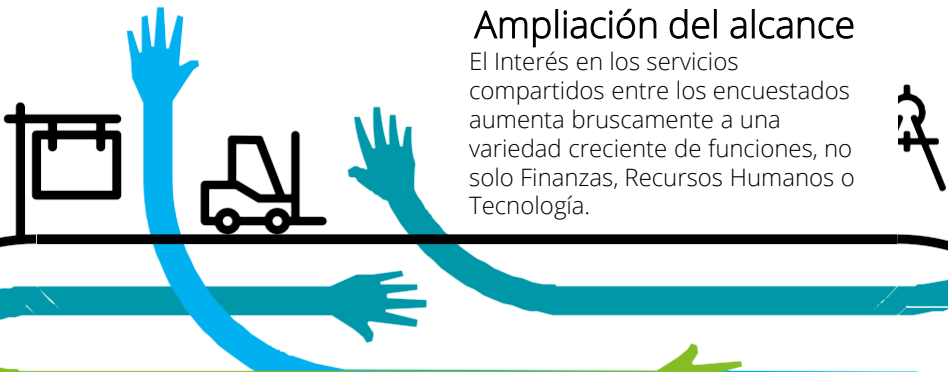 Ampliación del alcance
El Interés en los servicios
compartidos entre los encuestados
aumenta bruscamente a una
variedad creciente de funciones, no
solo Finanzas, Recursos Humanos o
Tecnología.